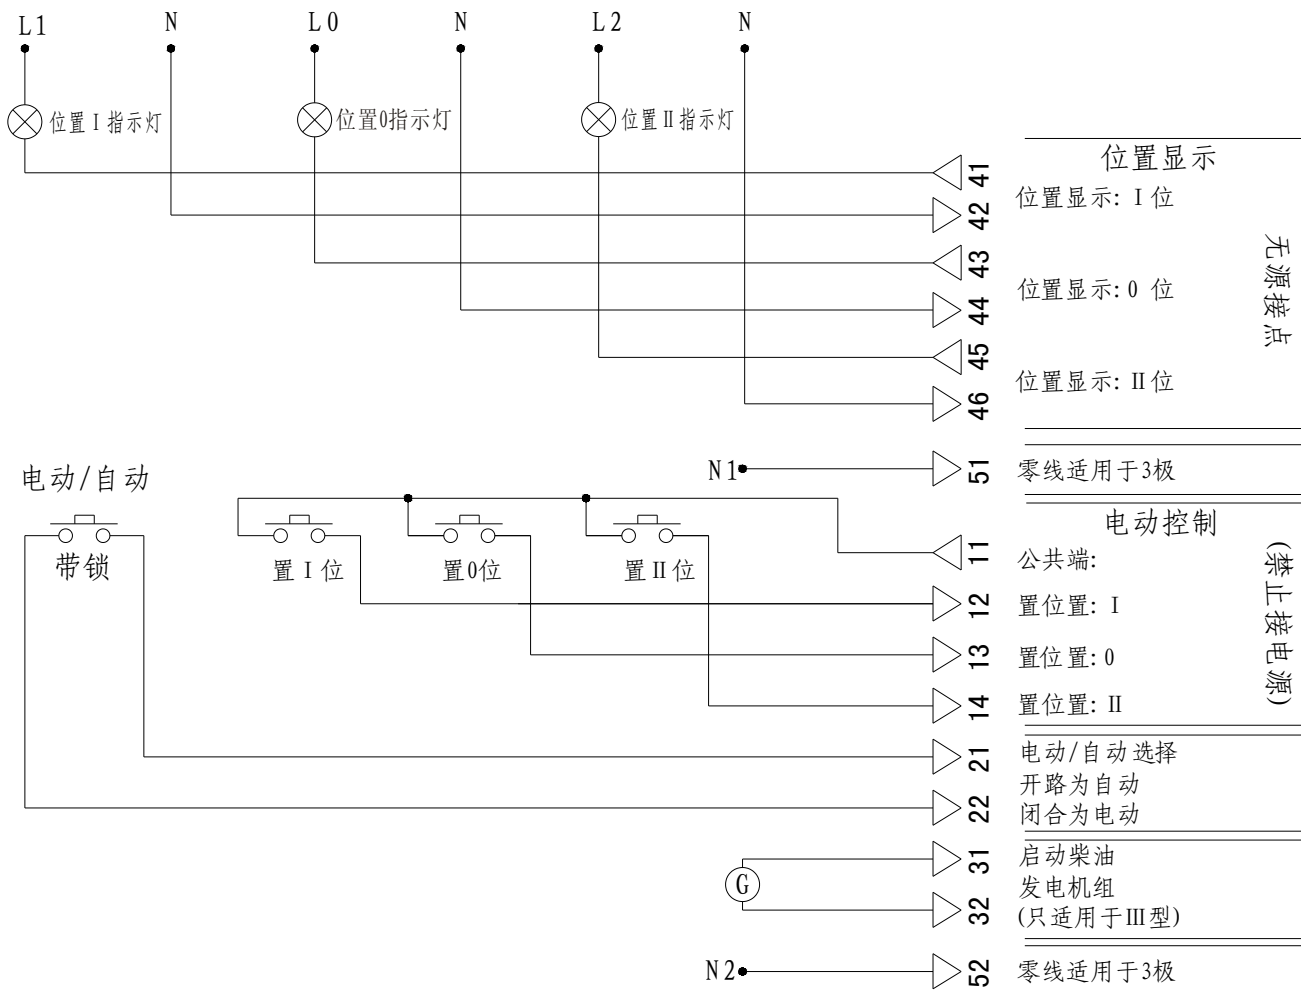 L1
N
L0
N
L2
N
位置Ⅰ指示灯
位置0指示灯
位置Ⅱ指示灯
41
42
43
44
45
46
位置显示
位置显示: Ⅰ位
位置显示: 0 位
位置显示: Ⅱ位
无源接点
N1
51
零线适用于3极
电动/自动
带锁
置Ⅰ位
置0位
置Ⅱ位
11
12
13
14
电动控制
公共端:
置位置: Ⅰ
置位置: 0
置位置: Ⅱ
(禁止接电源)
21
22
电动/自动选择
开路为自动
闭合为电动
G
31
32
启动柴油
发电机组
(只适用于Ⅲ型)
N2
52
零线适用于3极